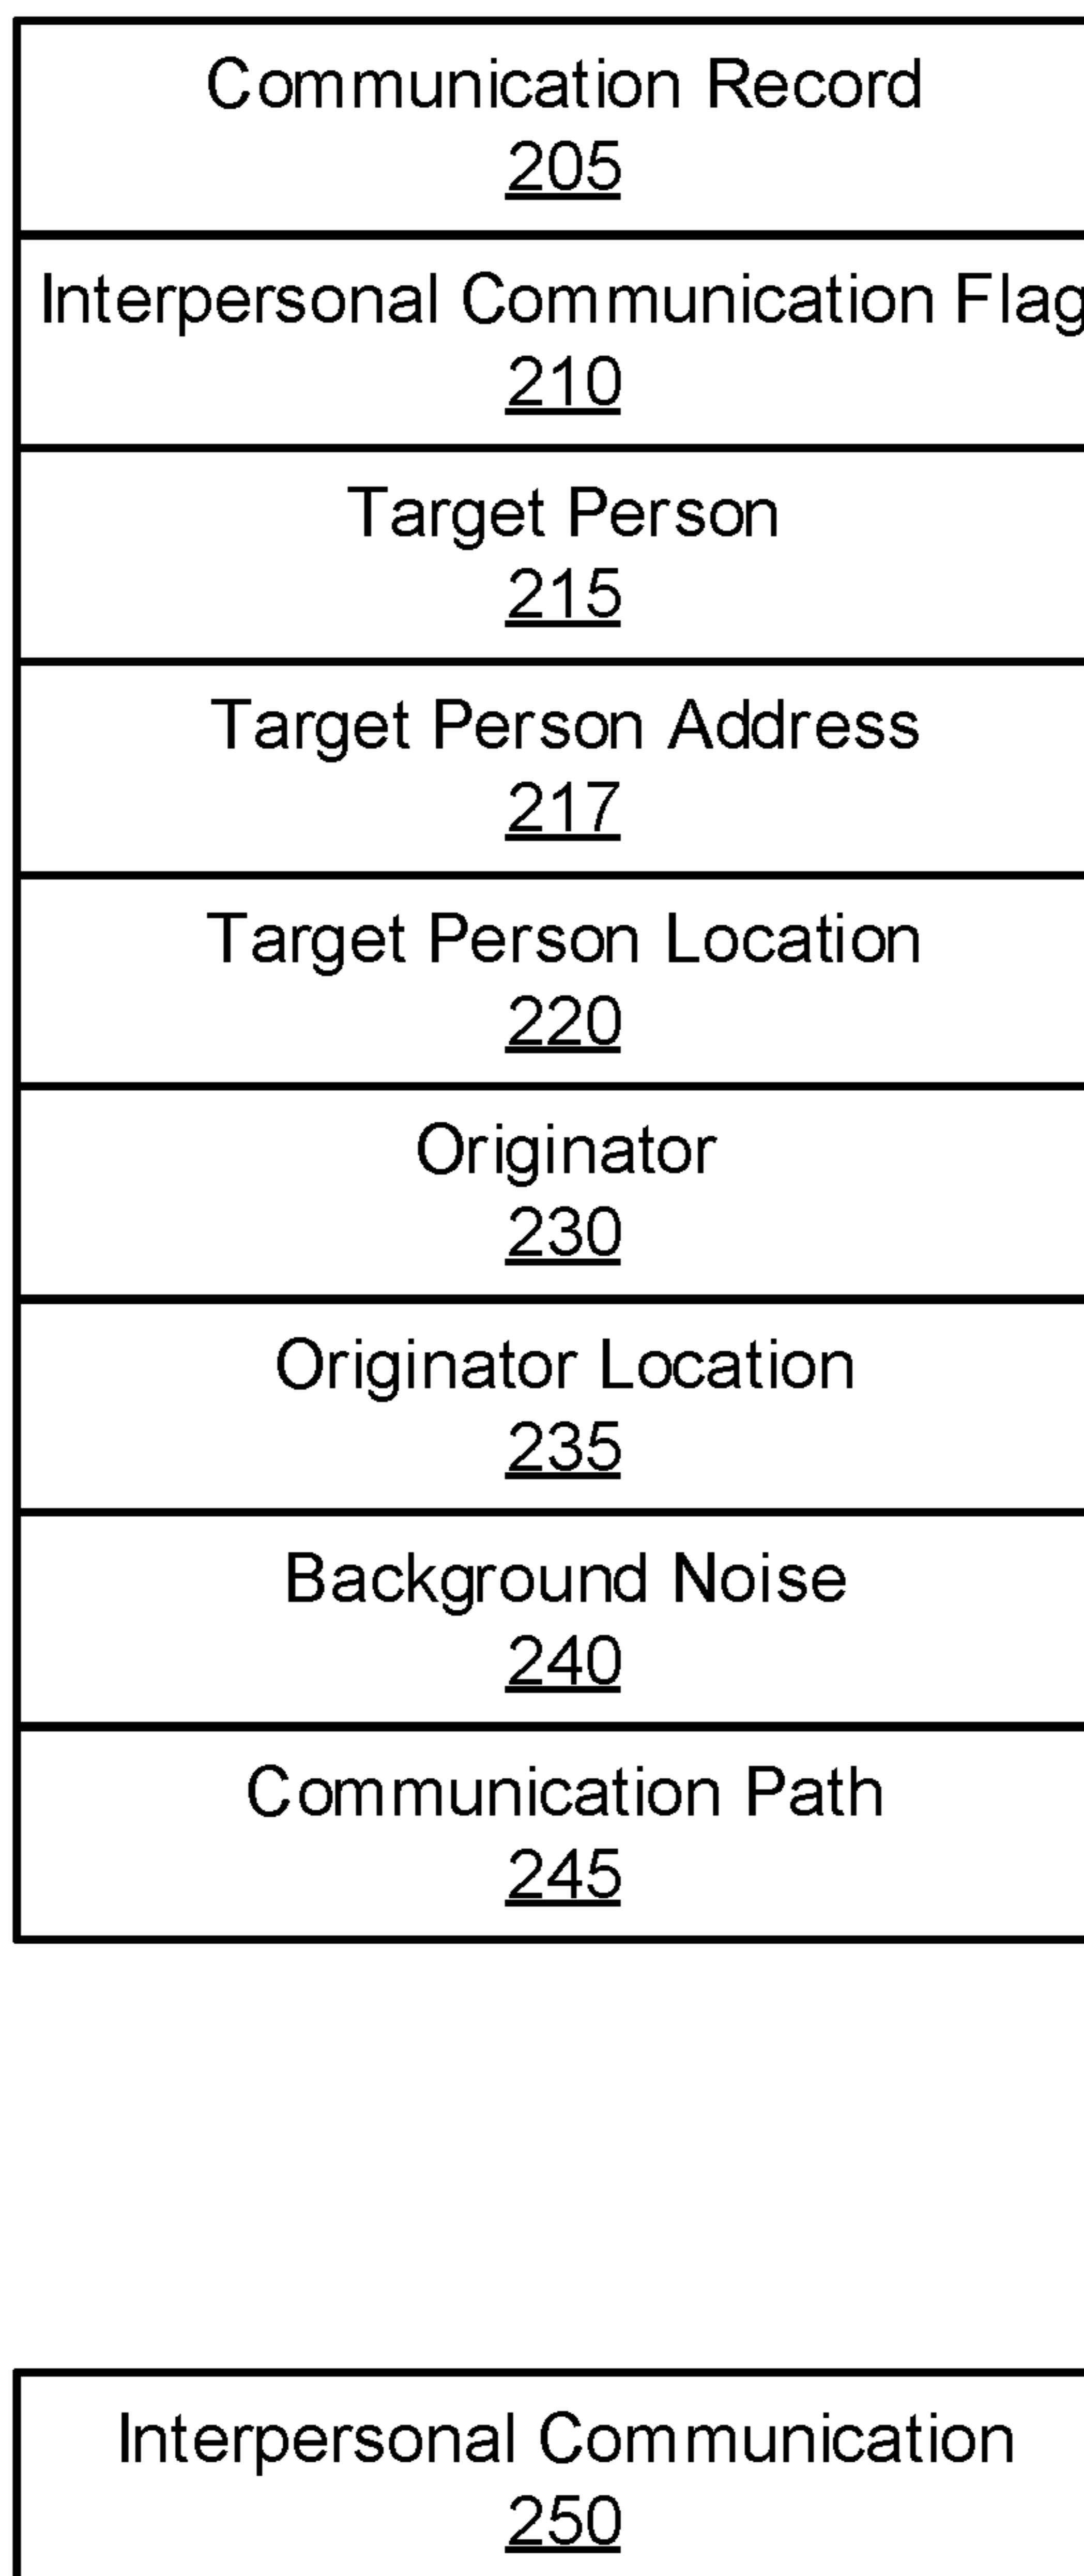 Communication Record
205
Interpersonal Communication Flag
210
Target Person
215
Target Person Address
217
Target Person Location
220
Originator
230
Originator Location
235
Background Noise
240
Communication Path
245
Interpersonal Communication
250